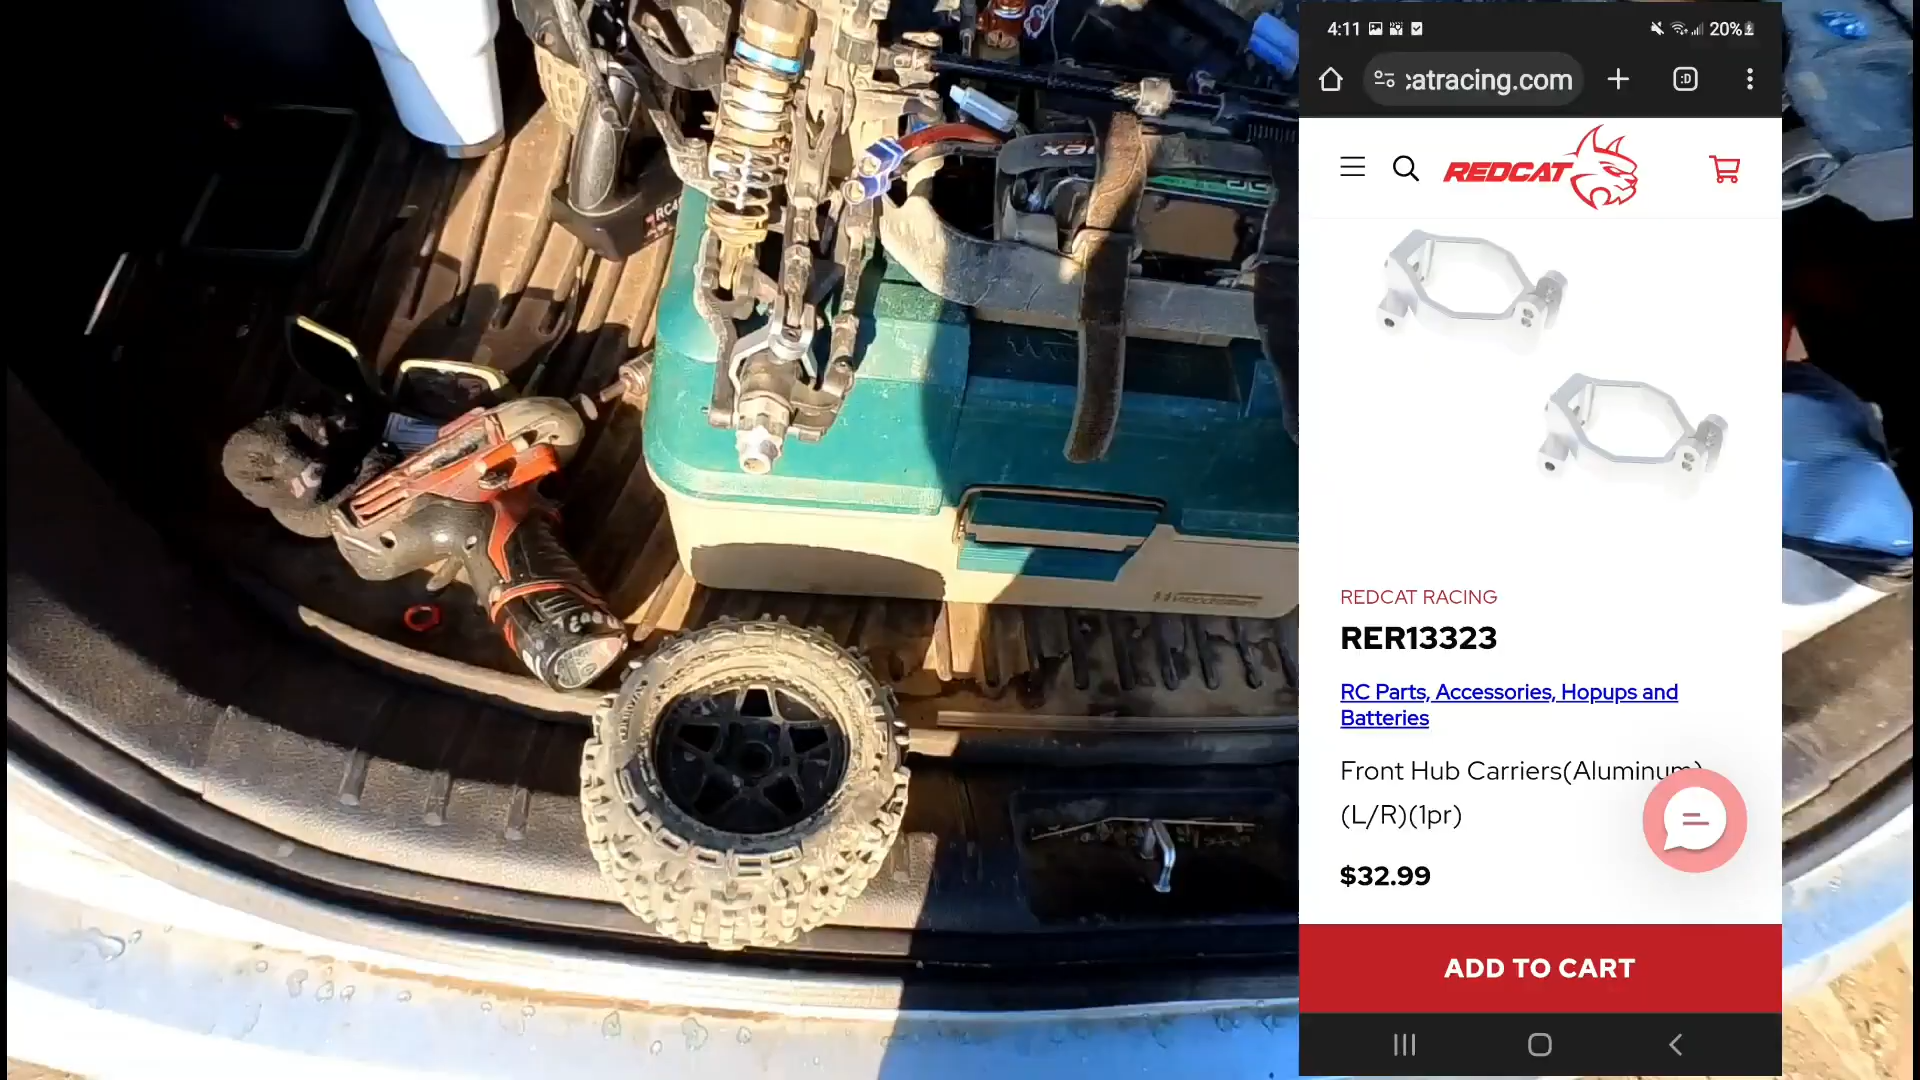 4:11
20%
:D
catracing.com
REDCAT
REDCAT RACING
RER13323
RC Parts, Accessories, Hopups and
Batteries
Front Hub Carriers(Aluminum)
(L/R)(1pr)
$32.99
ADD TO CART